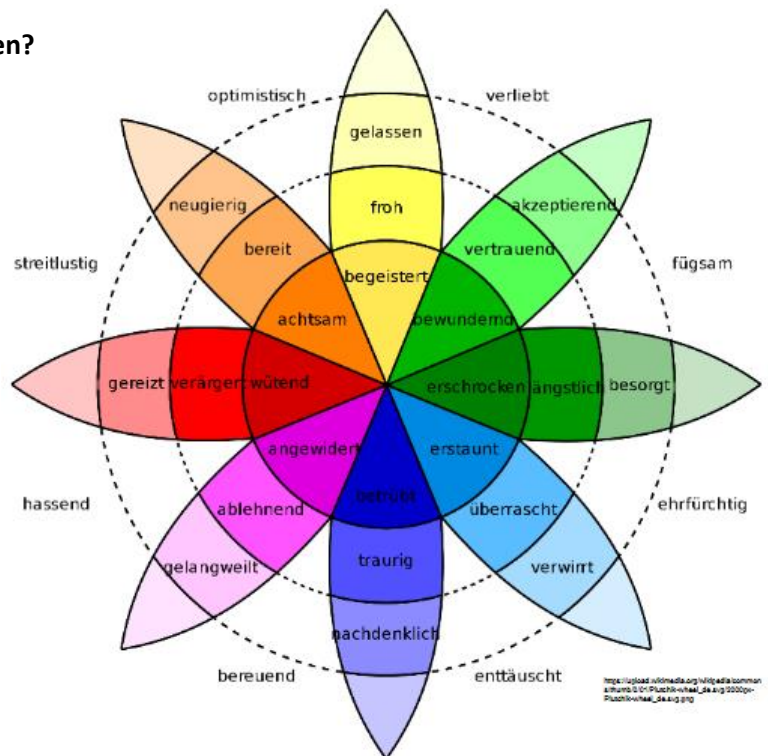 en?
optimistisch
verliebt
gelassen
neugierig
froh
akzeptierend
bereit
vertrauend
streitlustig
fügsam
begeistert
achtsam
bewundernd
gereizt
verärgert
wütend
erschrocken
ängstlich
besorgt
angewidert
erstaunt
betrübt
hassend
ablehnend
überrascht
ehrfürchtig
gelangweilt
traurig
verwirrt
nachdenklich
bereuend
enttäuscht